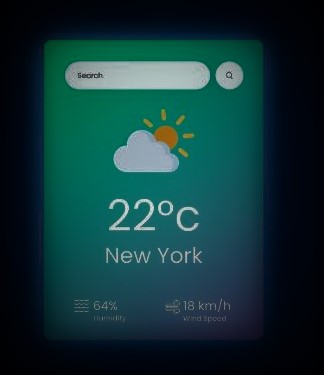 Search
22°c
New York
64%
Humidity
18 km/h
Wind Speed